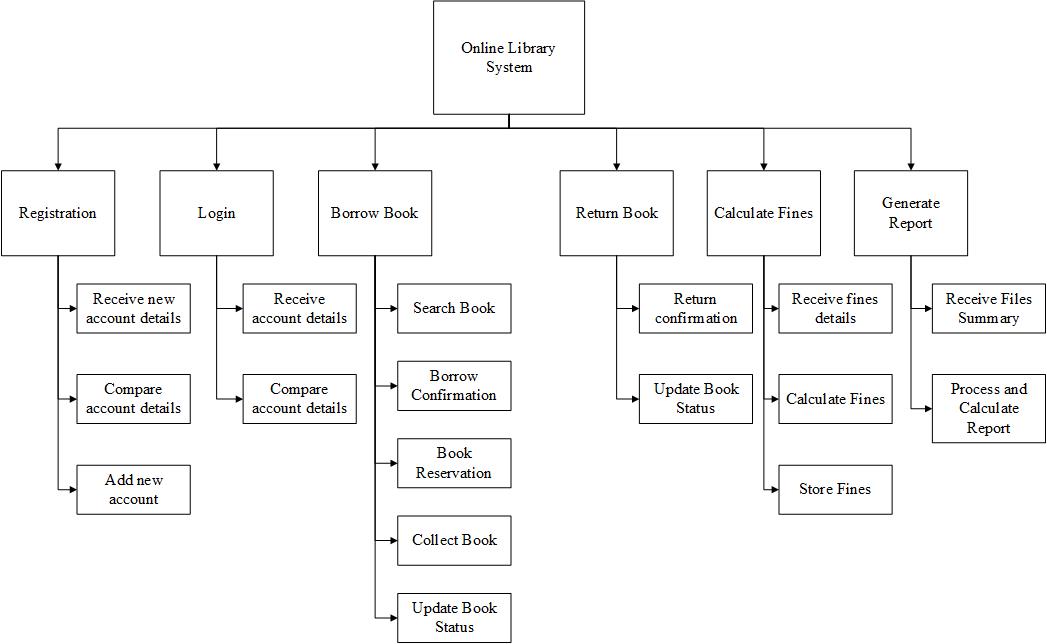 Online Library
System
Registration
Login
Borrow Book
Return Book
Calculate Fines
Generate
Report
Receive new
account details
Compare
account details
Add new
account
Receive
account details
Compare
account details
Search Book
Borrow
Confirmation
Book
Reservation
Collect Book
Update Book
Status
Return
confirmation
Update Book
Status
Receive fines
details
Calculate Fines
Store Fines
Receive Files
Summary
Process and
Calculate
Report